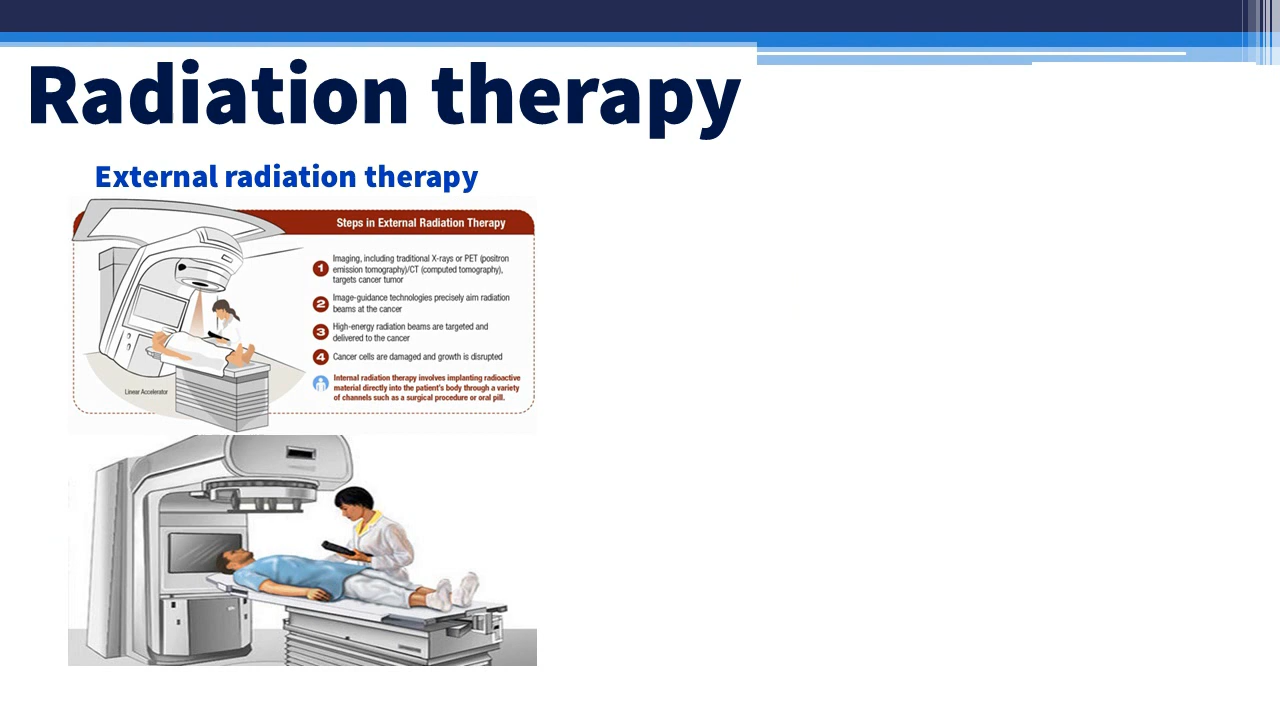 Radiation therapy
External radiation therapy
Steps in External Radiation Therapy
1 Imaging, including traditional X-rays or PET (positron
emission tomography)/CT (computed tomography),
targets cancer tumor
2 Image-guidance technologies precisely aim radiation
beams at the cancer
3 High-energy radiation beams are targeted and
delivered to the cancer
4 Cancer cells are damaged and growth is disrupted
Internal radiation therapy involves implanting radioactive
material directly into the patient's body through a variety
of channels such as a surgical procedure or oral pill.
Linear Accelerator